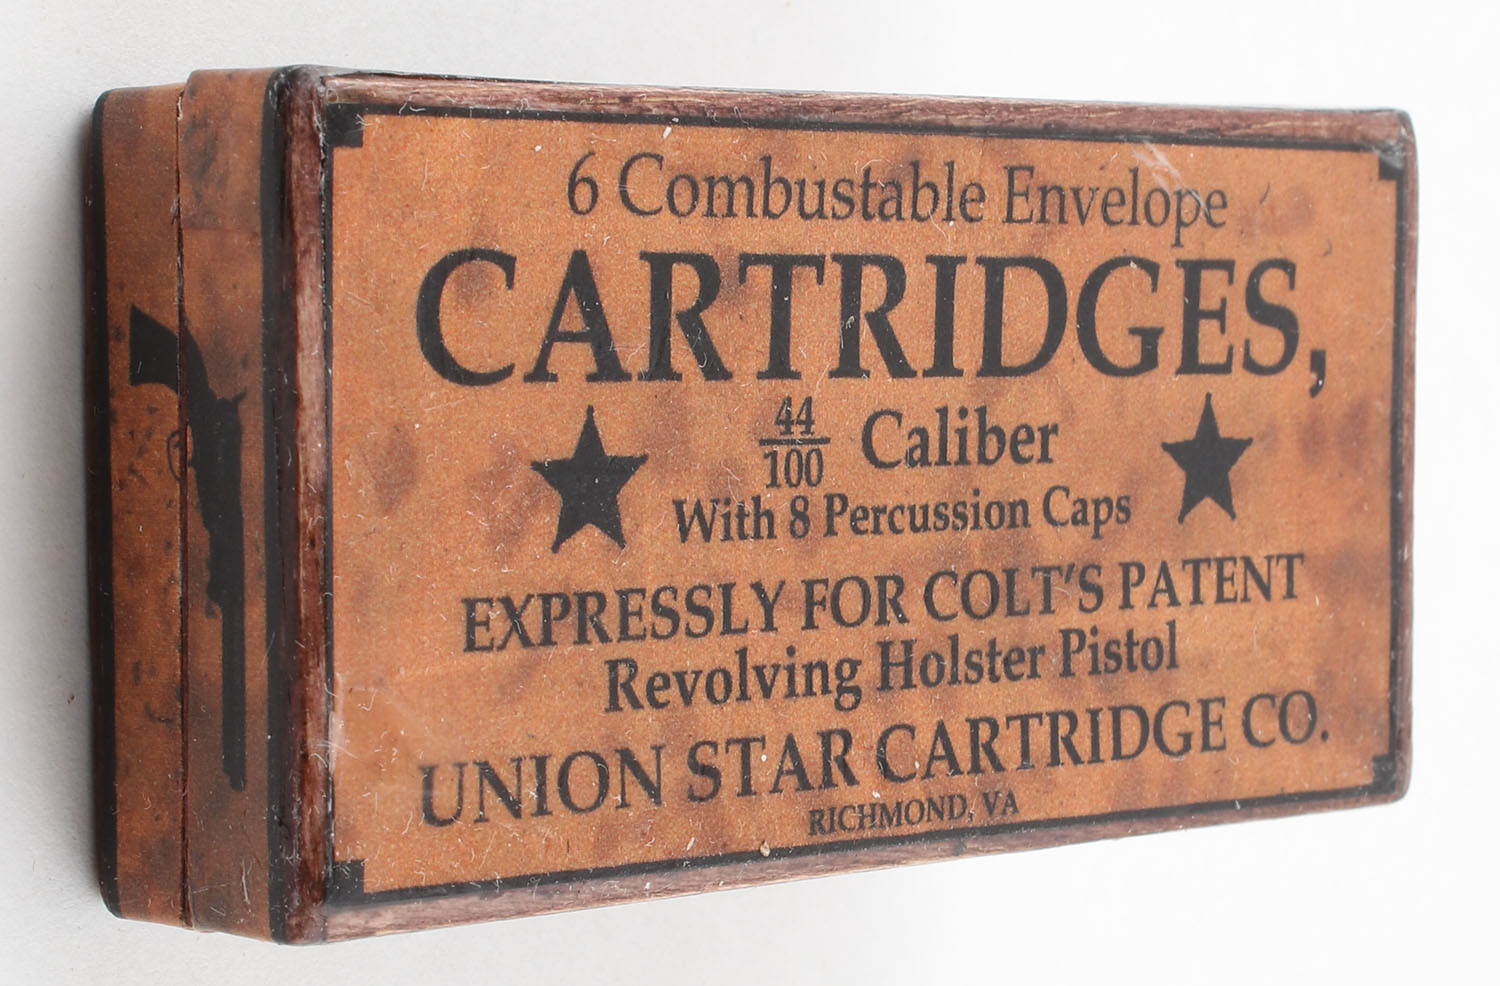 6 Combustable Envelope
CARTRIDGES,
44/100 Caliber
With 8 Percussion Caps
EXPRESSLY FOR COLT'S PATENT
Revolving Holster Pistol
UNION STAR CARTRIDGE CO.
RICHMOND, VA